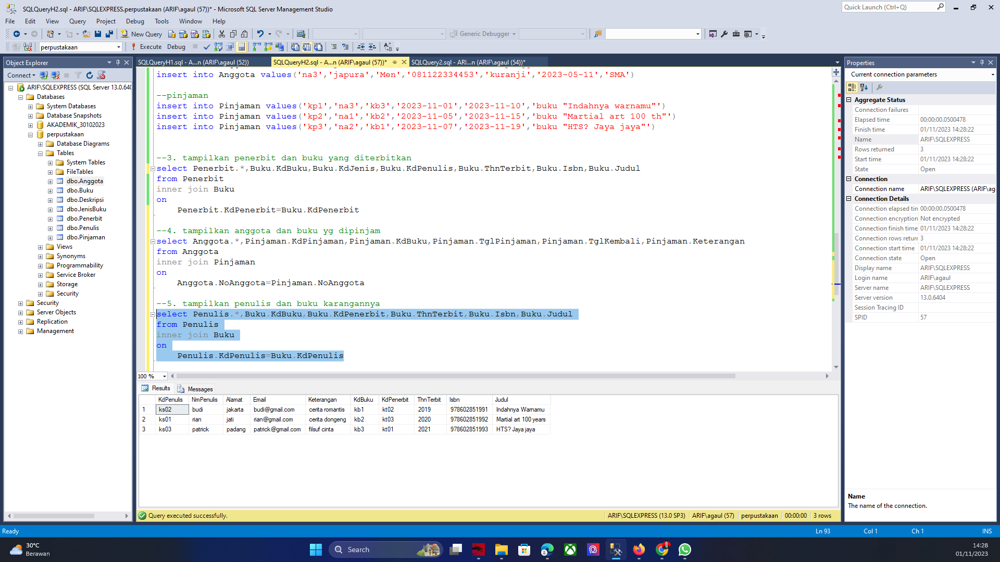 SQLQueryH2.sql - ARIF\SQLEXPRESS.perpustakaan (ARIF\agaul (57))* - Microsoft SQL Server Management Studio
Quick Launch (Ctrl+Q)
File Edit View Query Project Debug Tools Window Help
New Query
Generic Debugger
perpustakaan
Execute Debug
Object Explorer
Connect
ARIF\SQLEXPRESS (SQL Server 13.0.640
Databases
System Databases
Database Snapshots
AKADEMIK_30102023
perpustakaan
Database Diagrams
Tables
System Tables
FileTables
dbo.Anggota
dbo.Buku
dbo.Deskripsi
dbo.JenisBuku
dbo.Penerbit
dbo.Penulis
dbo.Pinjaman
Views
Synonyms
Programmability
Service Broker
Storage
Security
Security
Server Objects
Replication
Management
SQLQueryH1.sql - A...n (ARIF\agaul (52))
SQLQueryH2.sql - A...n (ARIF\agaul (57))*
SQLQuery2.sql - ARI...n (ARIF\agaul (54))*
insert into Anggota values('na3','japura','Men','081122334453','kuranji','2023-05-11','SMA')
--pinjaman
insert into Pinjaman values('kp1','na3','kb3','2023-11-01','2023-11-10','buku "Indahnya warnamu"')
insert into Pinjaman values('kp2','na1','kb2','2023-11-05','2023-11-15','buku "Martial art 100 th"')
insert into Pinjaman values('kp3','na2','kb1','2023-11-07','2023-11-19','buku "HTS? Jaya jaya"')
--3. tampilkan penerbit dan buku yang diterbitkan
select Penerbit.*,Buku.KdBuku,Buku.KdJenis,Buku.KdPenulis,Buku.ThnTerbit,Buku.Isbn,Buku.Judul
from Penerbit
inner join Buku
on
Penerbit.KdPenerbit=Buku.KdPenerbit
--4. tampilkan anggota dan buku yg dipinjam
select Anggota.*,Pinjaman.KdPinjaman,Pinjaman.KdBuku,Pinjaman.TglPinjaman,Pinjaman.TglKembali,Pinjaman.Keterangan
from Anggota
inner join Pinjaman
on
Anggota.NoAnggota=Pinjaman.NoAnggota
--5. tampilkan penulis dan buku karangannya
select Penulis.*,Buku.KdBuku,Buku.KdPenerbit,Buku.ThnTerbit,Buku.Isbn,Buku.Judul
from Penulis
inner join Buku
on
Penulis.KdPenulis=Buku.KdPenulis
100 %
Results Messages
KdPenulis NmPenulis Alamat Email Keterangan KdBuku KdPenerbit ThnTerbit Isbn Judul
1 ks02 budi jakarta budi@gmail.com cerita romantis kb1 kt02 2019 978602851991 Indahnya Warnamu
2 ks01 rian jati rian@gmail.com cerita dongeng kb2 kt03 2020 978602851992 Martial art 100 years
3 ks03 patrick padang patrick@gmail.com filsuf cinta kb3 kt01 2021 978602851993 HTS? Jaya jaya
Query executed successfully.
ARIF\SQLEXPRESS (13.0 SP3) ARIF\agaul (57) perpustakaan 00:00:00 3 rows
Properties
Current connection parameters
Aggregate Status
Connection failures
Elapsed time 00:00:00.0500478
Finish time 01/11/2023 14:28:22
Name ARIF\SQLEXPRESS
Rows returned 3
Start time 01/11/2023 14:28:22
State Open
Connection
Connection name ARIF\SQLEXPRESS (ARIF\ag
Connection Details
Connection elapsed tin 00:00:00.0500478
Connection encryption Not encrypted
Connection finish time 01/11/2023 14:28:22
Connection rows returr 3
Connection start time 01/11/2023 14:28:22
Connection state Open
Display name ARIF\SQLEXPRESS
Login name ARIF\agaul
Server name ARIF\SQLEXPRESS
Server version 13.0.6404
Session Tracing ID
SPID 57
Name
The name of the connection.
Ready
Ln 93 Col 1 Ch 1 INS
30°C
Berawan
Search
14:28
01/11/2023